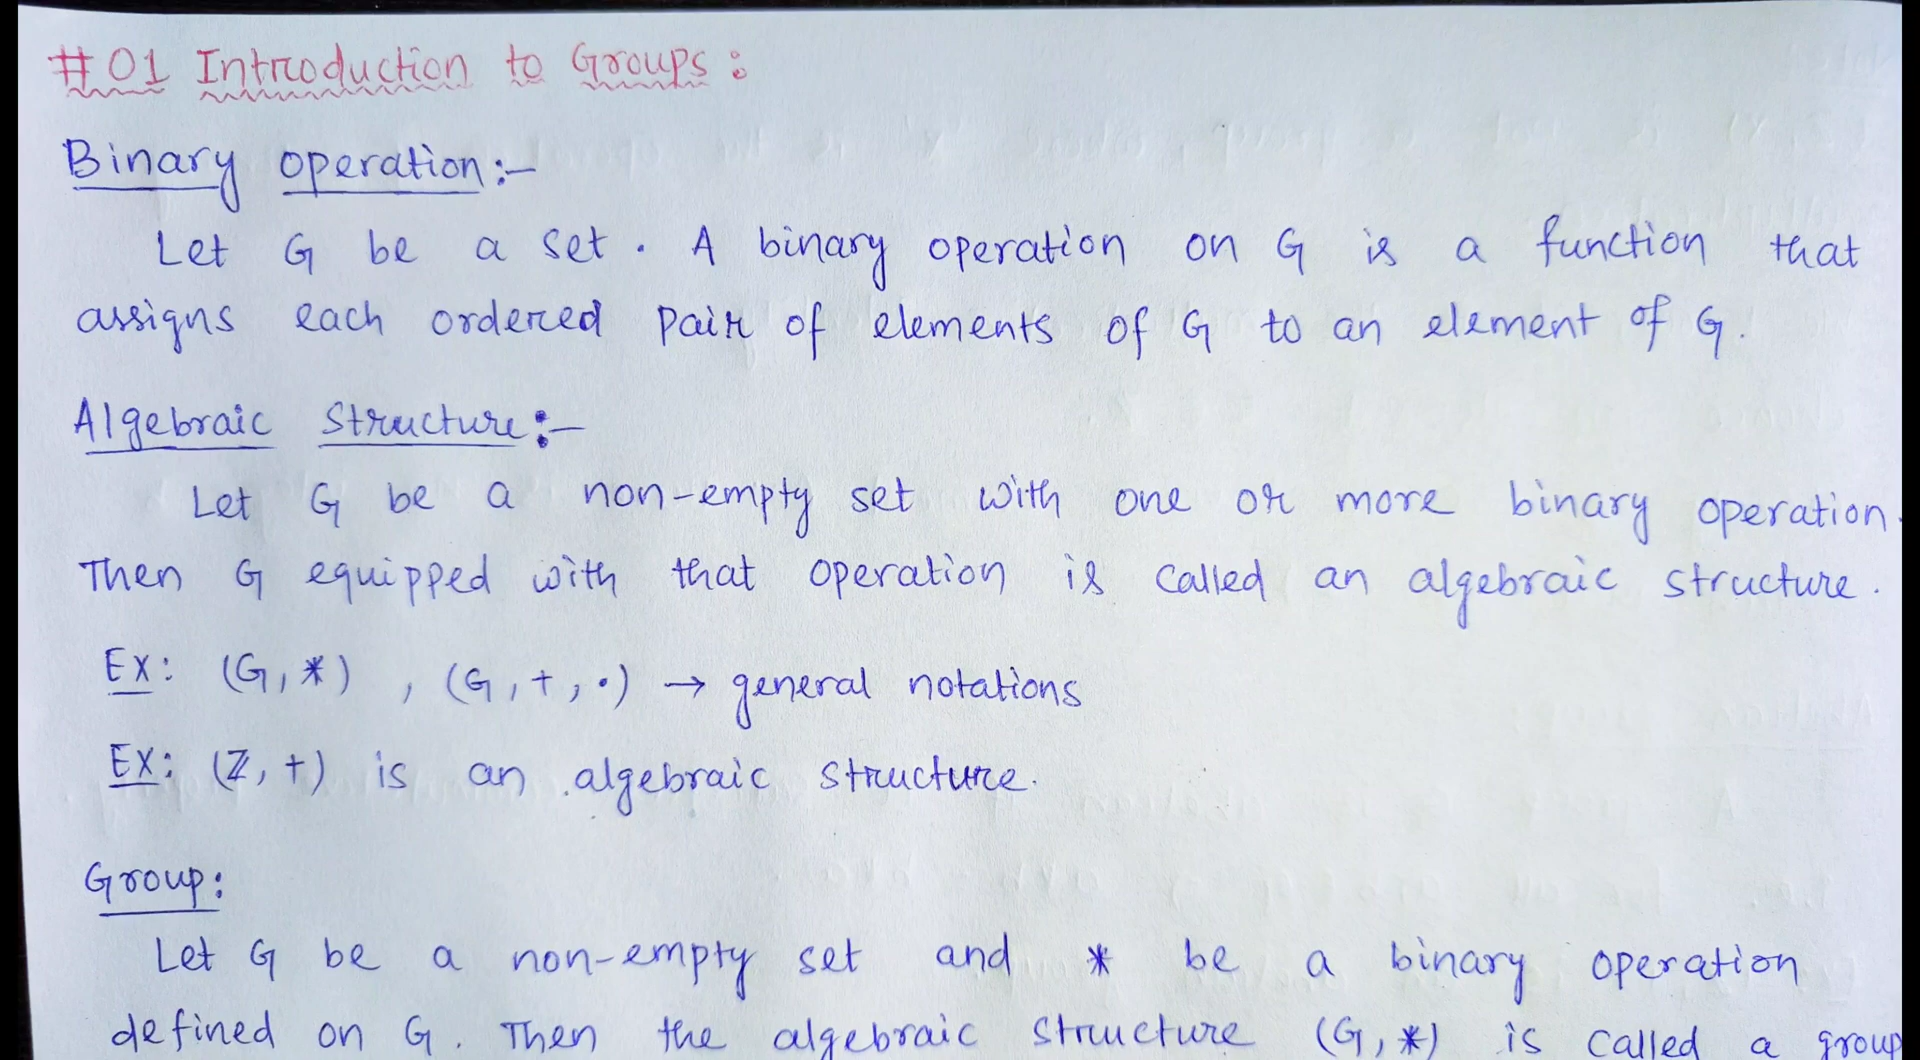 #01 Introduction to Groups:
Binary operation:-
Let G be a set. A binary operation on G is a function that
assigns each ordered pair of elements of G to an element of G.
Algebraic structure:-
Let G be a non-empty set with one or more binary operation.
Then G equipped with that operation is called an algebraic structure.
Ex: (G, *), (G, +, ·) → general notations
Ex: (ℤ, +) is an algebraic structure.
Group:
Let G be a non-empty set and * be a binary operation
defined on G. Then the algebraic structure (G, *) is called a group